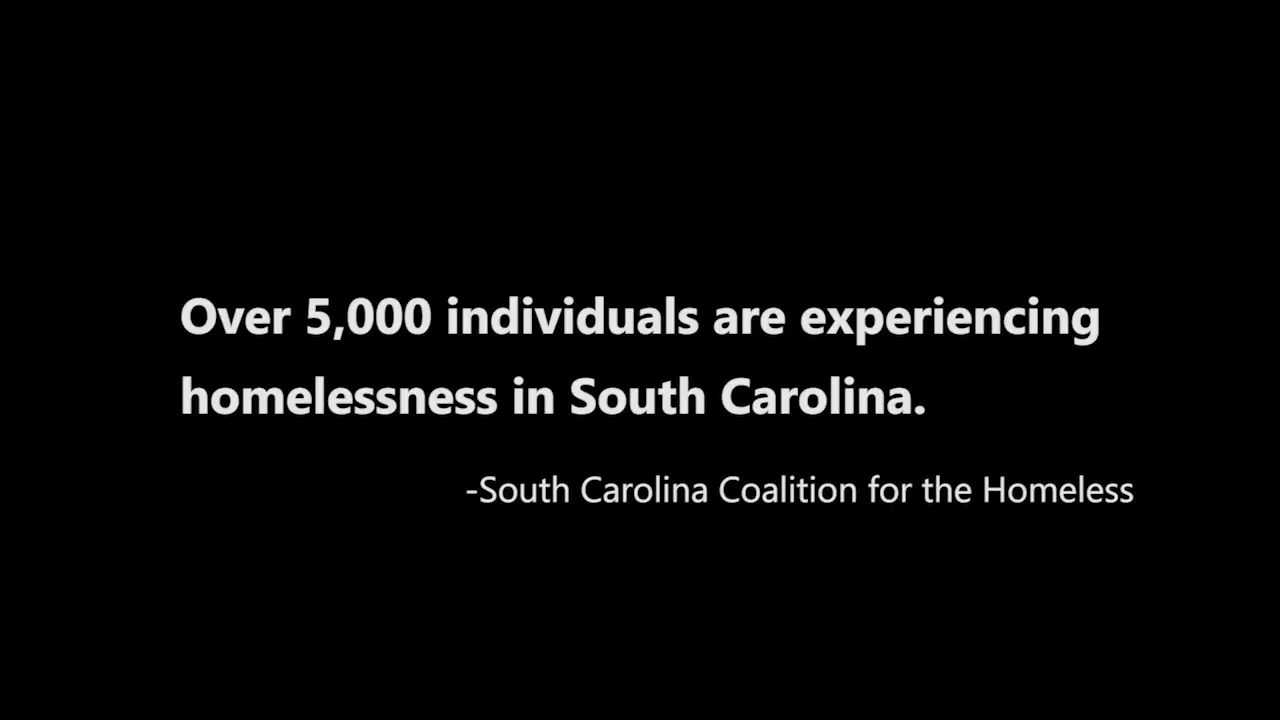 Over 5,000 individuals are experiencing
homelessness in South Carolina.
-South Carolina Coalition for the Homeless